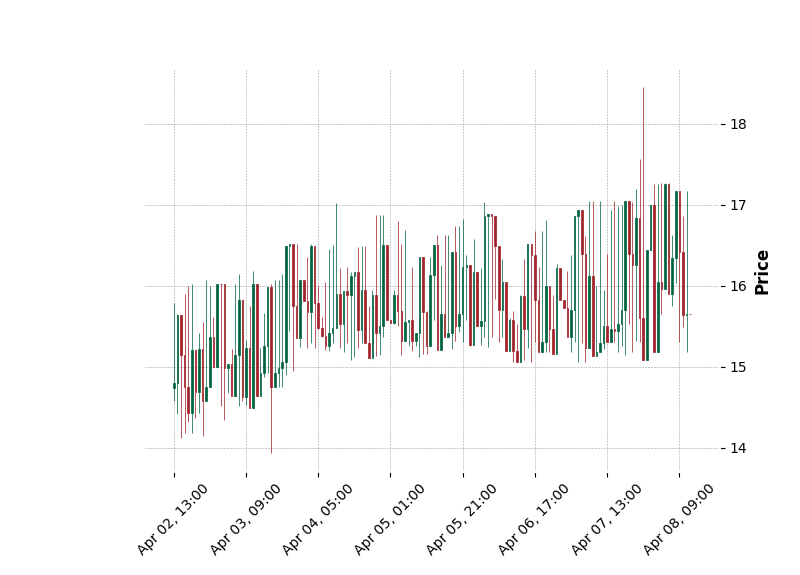 18
17
16
15
14
Price
Apr 02, 13:00
Apr 03, 09:00
Apr 04, 05:00
Apr 05, 01:00
Apr 05, 21:00
Apr 06, 17:00
Apr 07, 13:00
Apr 08, 09:00